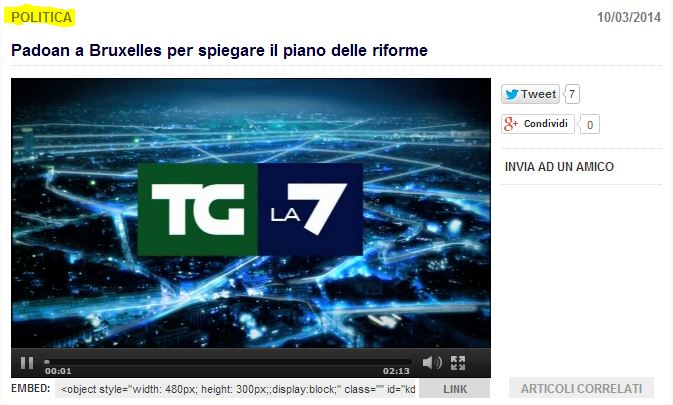 POLITICA 10/03/2014
Padoan a Bruxelles per spiegare il piano delle riforme
Tweet 7
Condividi 0
INVIA AD UN AMICO
TG LA 7
00:01 02:13
EMBED: <object style="width: 480px; height: 300px;;display:block;" class="" id="kd LINK
ARTICOLI CORRELATI